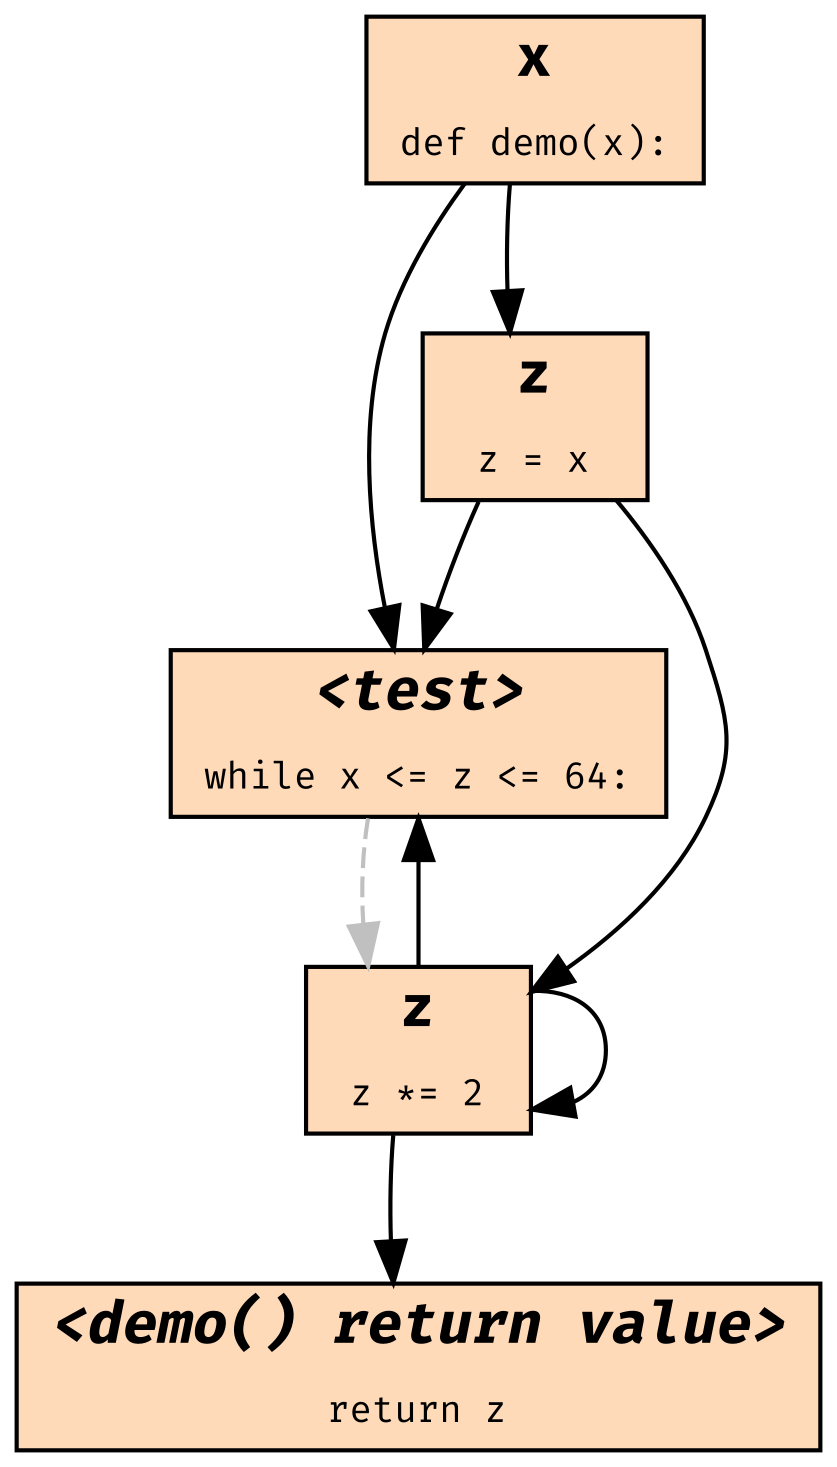 x
def demo(x):
z
z = x
<test>
while x <= z <= 64:
z
z *= 2
<demo() return value>
return z